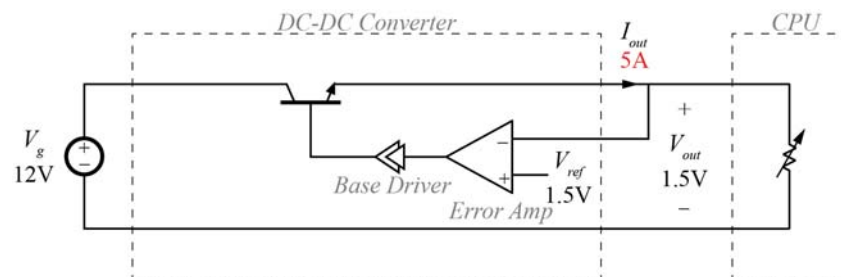 DC-DC Converter
CPU
I out
5A
V g
12V
+
−
+
−
Base Driver
Error Amp
V ref
1.5V
+
V out
1.5V
−